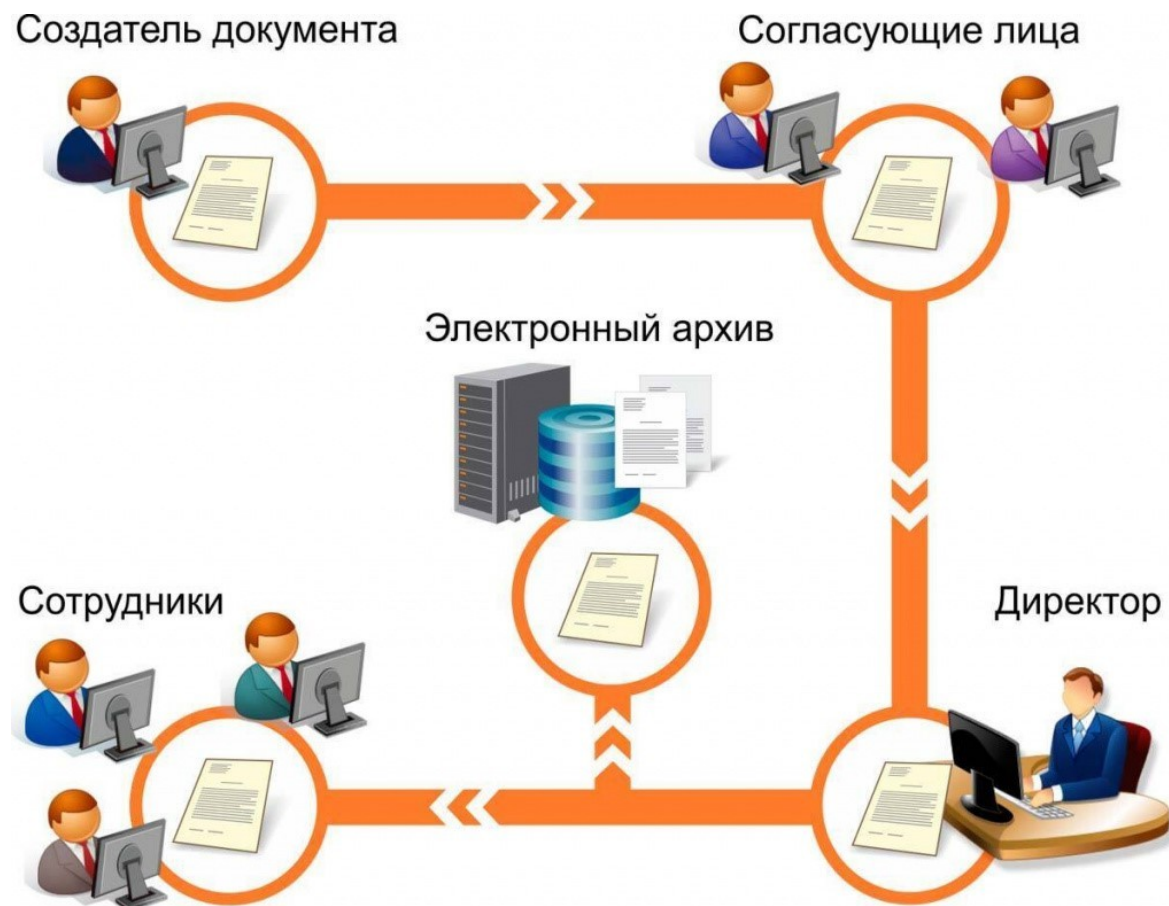 Создатель документа
Согласующие лица
Электронный архив
Сотрудники
Директор